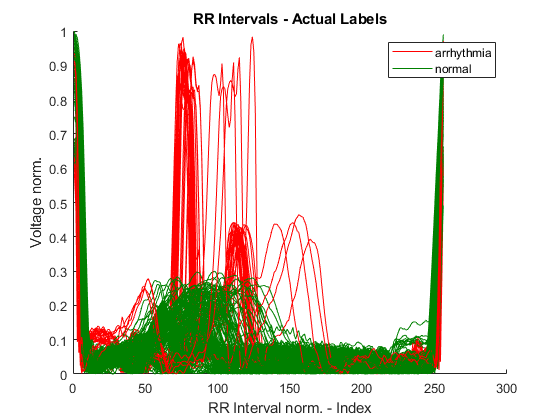 RR Intervals - Actual Labels
arrhythmia
normal
Voltage norm.
1
0.9
0.8
0.7
0.6
0.5
0.4
0.3
0.2
0.1
0
0 50 100 150 200 250 300
RR Interval norm. - Index